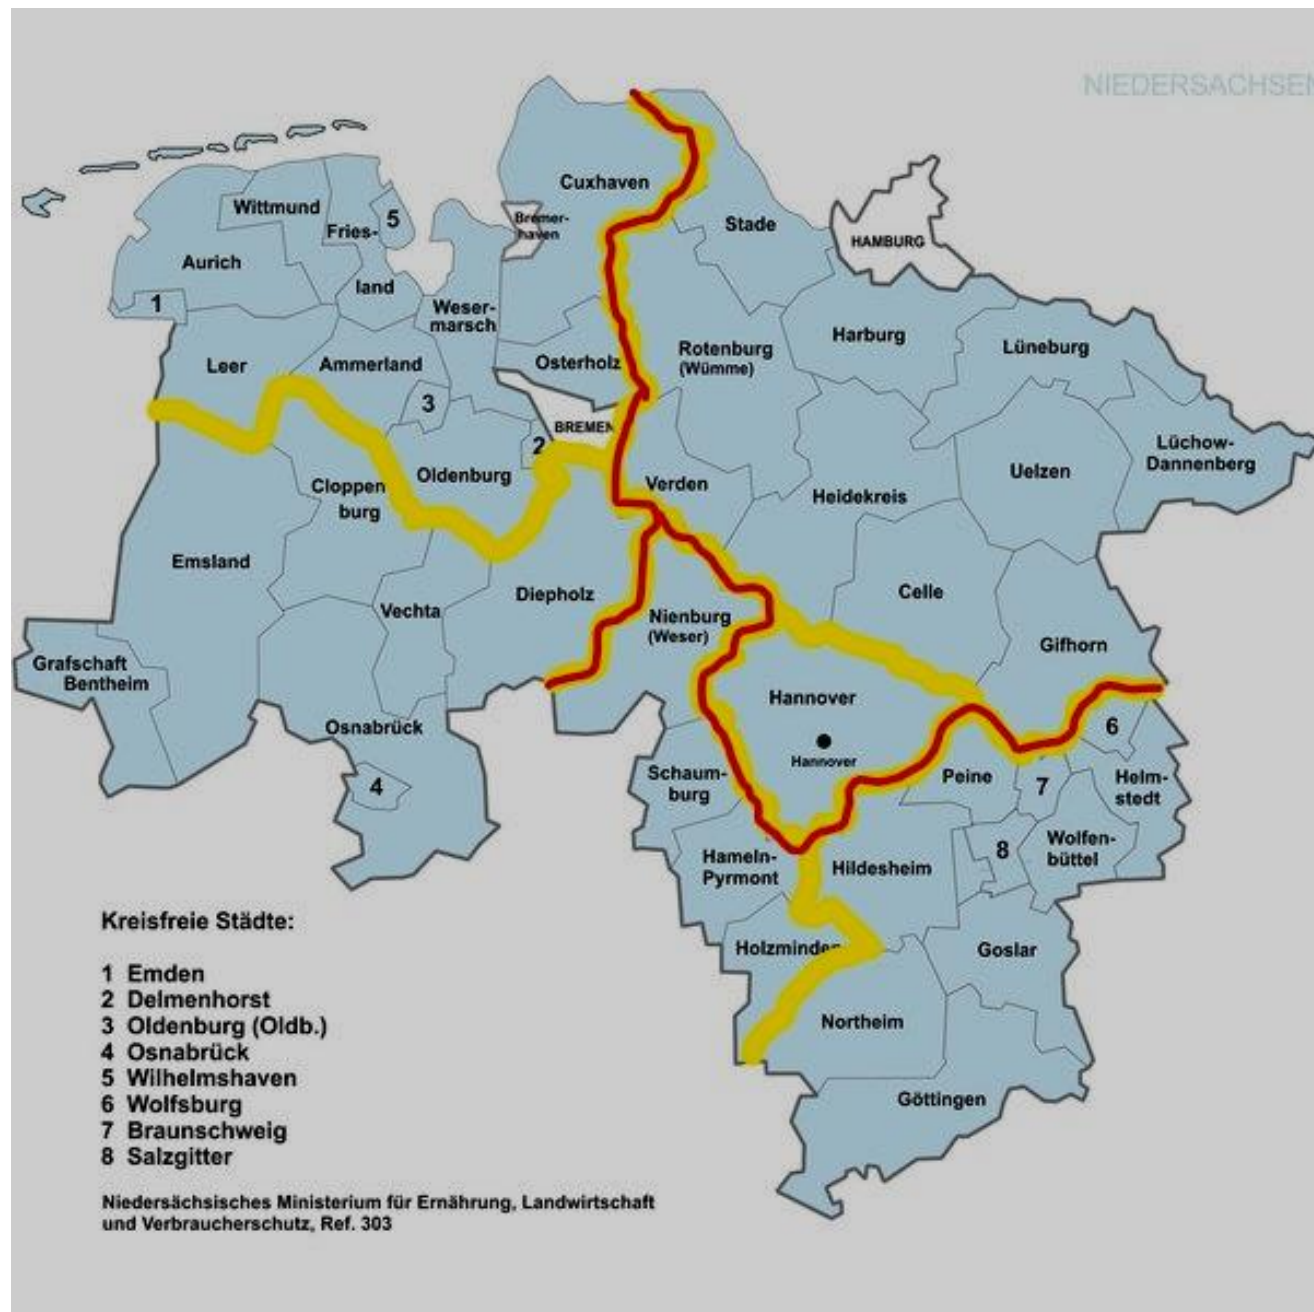 NIEDERSACHSEN
Cuxhaven
Wittmund
Bremer-
haven
5
Stade
Fries-
HAMBURG
Aurich
land
1
Weser-
marsch
Harburg
Rotenburg
(Wümme)
Lüneburg
Leer
Ammerland
Osterholz
3
BREMEN
2
Lüchow-
Dannenberg
Oldenburg
Uelzen
Cloppen
burg
Verden
Heidekreis
Emsland
Diepholz
Celle
Vechta
Nienburg
(Weser)
Gifhorn
Grafschaft
Bentheim
Hannover
Osnabrück
6
Hannover
Schaum-
burg
Peine
Helm-
stedt
4
7
Wolfen-
büttel
8
Hameln-
Pyrmont
Hildesheim
Holzminden
Goslar
Northeim
Göttingen
Kreisfreie Städte:
1 Emden
2 Delmenhorst
3 Oldenburg (Oldb.)
4 Osnabrück
5 Wilhelmshaven
6 Wolfsburg
7 Braunschweig
8 Salzgitter
Niedersächsisches Ministerium für Ernährung, Landwirtschaft
und Verbraucherschutz, Ref. 303